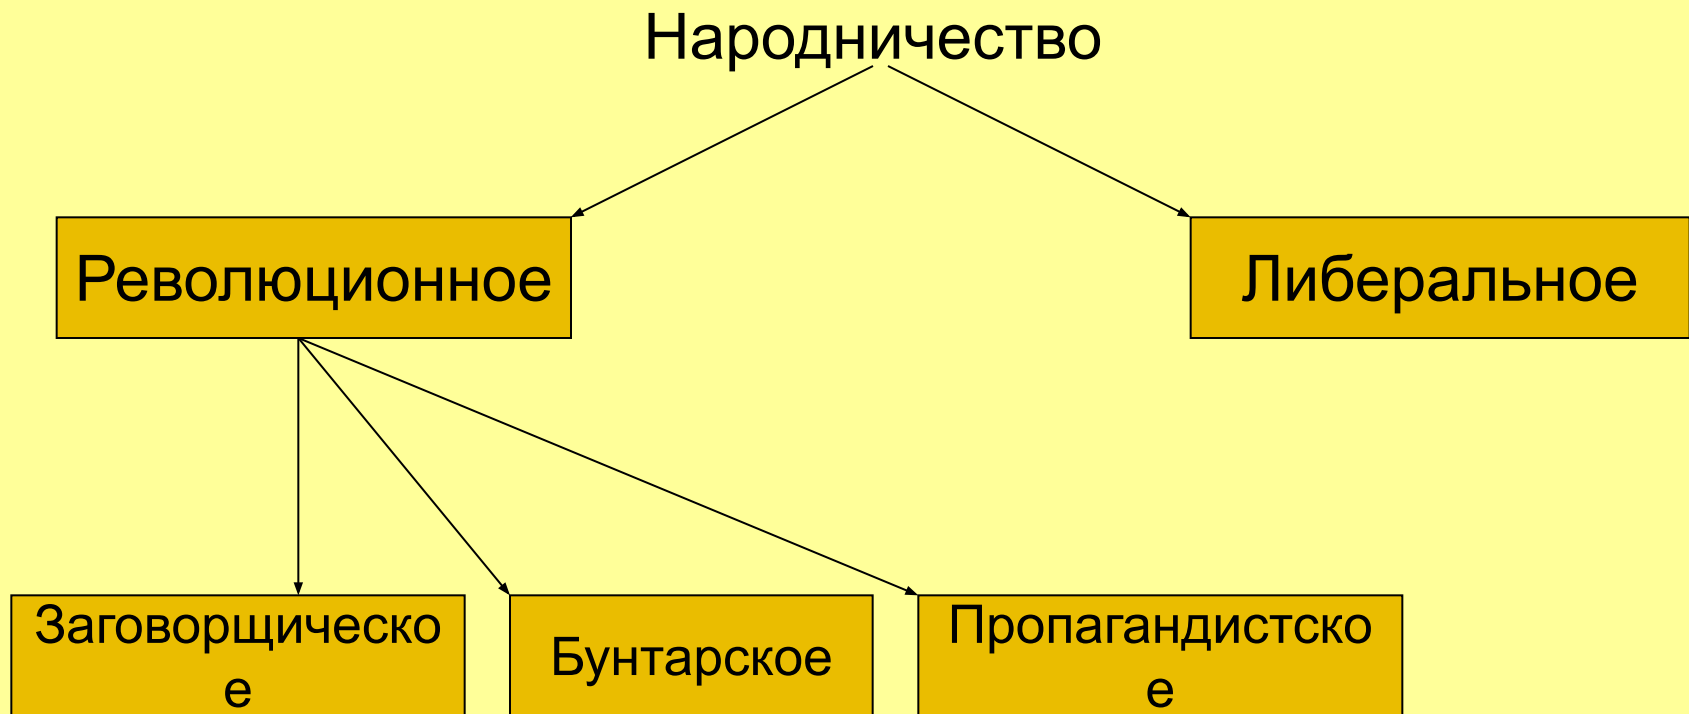 Народничество
Революционное
Либеральное
Заговорщическо
е
Бунтарское
Пропагандистско
е